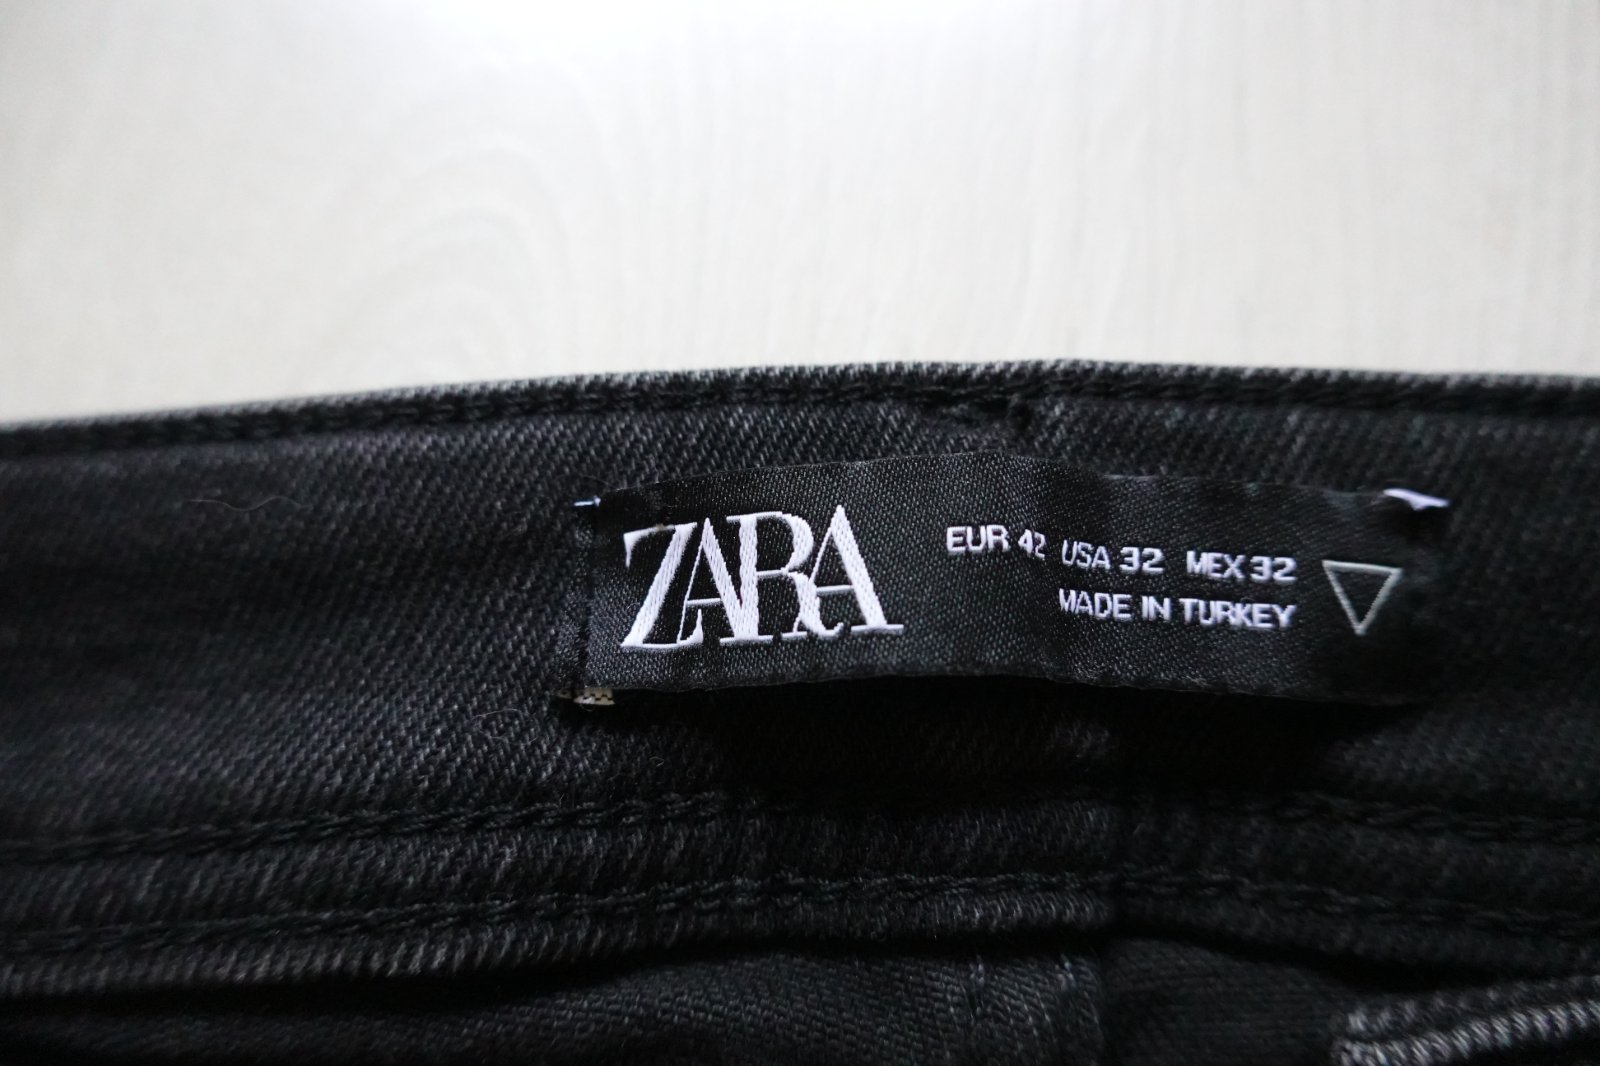 ZARA
EUR 42 USA 32 MEX 32
MADE IN TURKEY